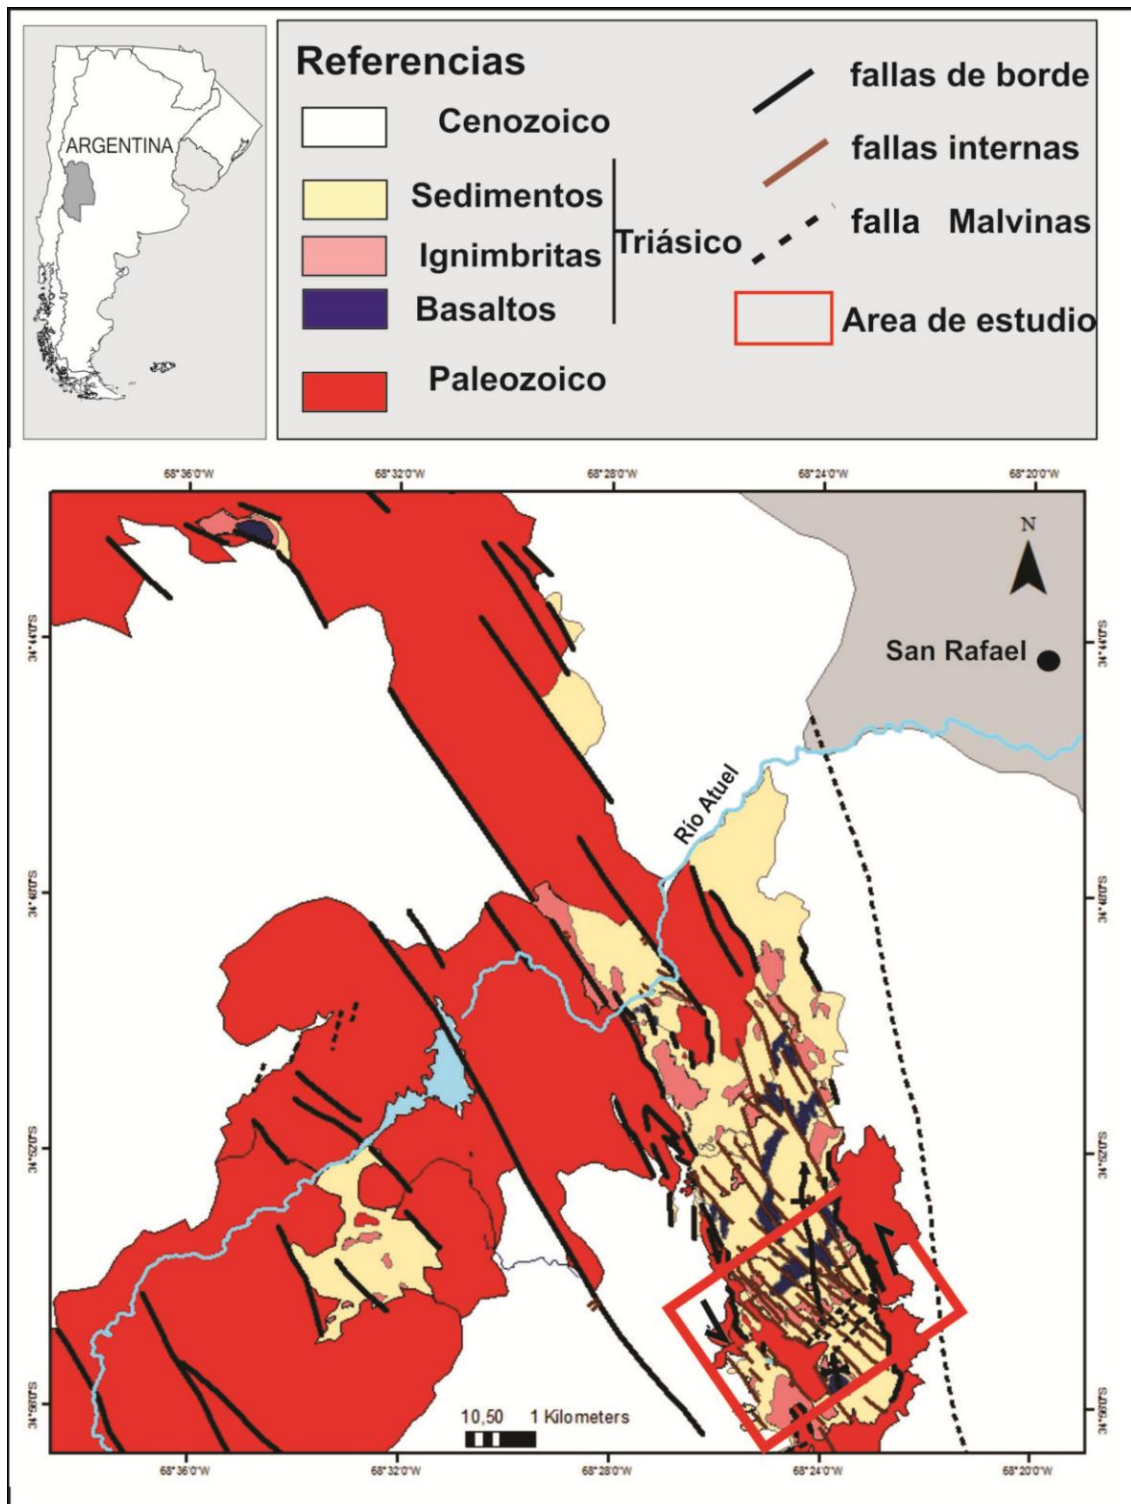 Referencias
ARGENTINA
Cenozoico
Sedimentos
Ignimbritas
Triásico
Basaltos
Paleozoico
fallas de borde
fallas internas
falla Malvinas
Area de estudio
68°36'0"W 68°32'0"W 68°28'0"W 68°24'0"W 68°20'0"W
N
San Rafael
Río Atuel
10,50 1 Kilometers
68°36'0"W 68°32'0"W 68°28'0"W 68°24'0"W 68°20'0"W